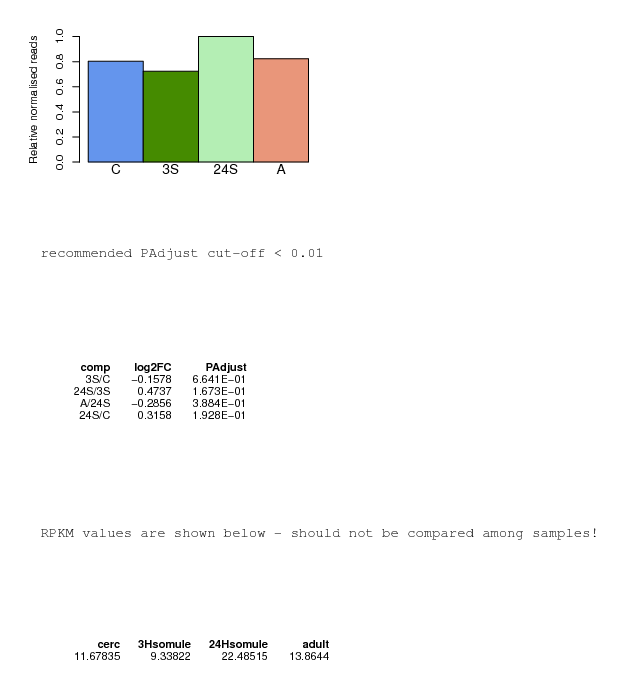 Relative normalised reads
1.0
0.8
0.6
0.4
0.2
0.0
C 3S 24S A
recommended PAdjust cut-off < 0.01
comp log2FC PAdjust
3S/C −0.1578 6.641E−01
24S/3S 0.4737 1.673E−01
A/24S −0.2856 3.884E−01
24S/C 0.3158 1.928E−01
RPKM values are shown below - should not be compared among samples!
cerc 3Hsomule 24Hsomule adult
11.67835 9.33822 22.48515 13.8644